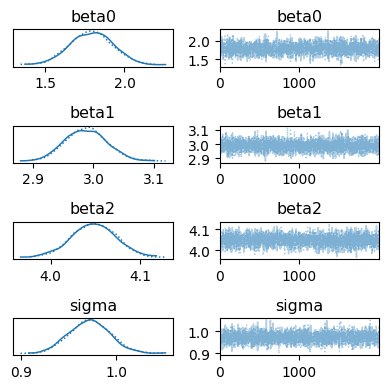 beta0 beta0
2.0
1.5
1.5 2.0 0 1000
beta1 beta1
3.1
3.0
2.9
2.9 3.0 3.1 0 1000
beta2 beta2
4.1
4.0
4.0 4.1 0 1000
sigma sigma
1.0
0.9
0.9 1.0 0 1000